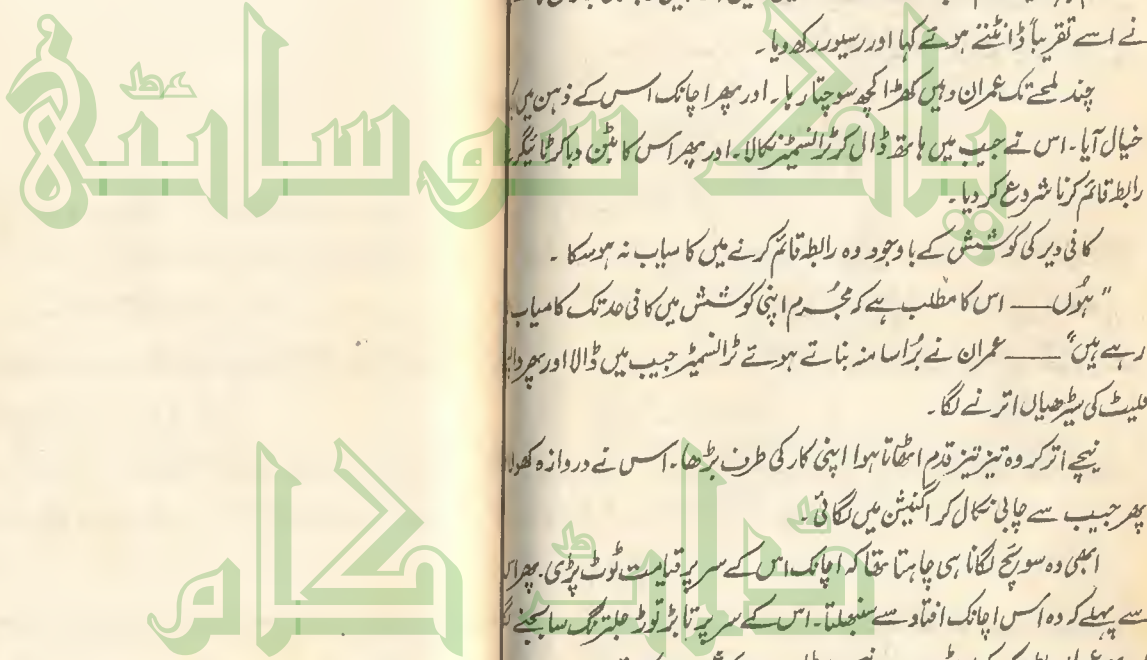 نے اسے تقریباً ڈانٹتے ہوئے کہا اور رسیور رکھ دیا۔
چند لمحے تک عمران وہیں کھڑا کچھ سوچتا رہا۔ اور پھر اچانک اس کے ذہن میں
خیال آیا۔ اس نے جیب میں ہاتھ ڈال کر ٹرانسمیٹر نکالا۔ اور پھر اس کا بٹن دبا کر ٹائیگر
رابطہ قائم کرنا شروع کر دیا۔
کافی دیر کی کوشش کے باوجود وہ رابطہ قائم کرنے میں کامیاب نہ ہوسکا۔
"ہُوں —— اس کا مطلب ہے کہ مجرم اپنی کوشش میں کافی حد تک کامیاب
رہے ہیں" —— عمران نے بُرا سا منہ بناتے ہوئے ٹرانسمیٹر جیب میں ڈالا اور پھر
فلیٹ کی سیڑھیاں اترنے لگا۔
نیچے اتر کر وہ تیز تیز قدم اٹھاتا ہوا اپنی کار کی طرف بڑھا۔ اس نے دروازہ کھولا
پھر جیب سے چابی نکال کر اگنیشن میں لگائی۔
ابھی وہ سوئچ لگانا ہی چاہتا تھا کہ اچانک اس کے سر پر قیامت ٹوٹ پڑی۔ پھر
سے پہلے کہ وہ اس اچانک افتاد سے سنبھلتا۔ اس کے سر پر تابڑ توڑ جلترنگ سا بجنے
پاک سوسائٹی
ڈاٹ کام